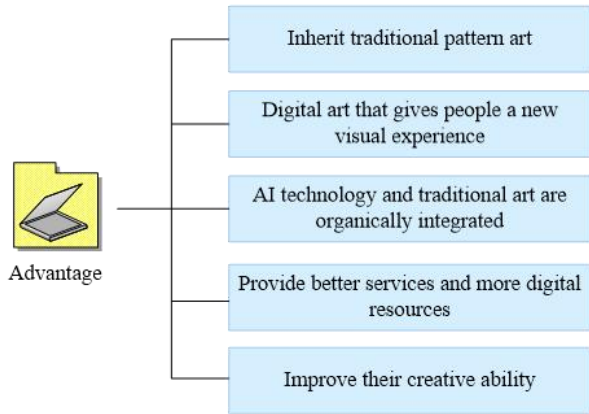 Inherit traditional pattern art
Digital art that gives people a new
visual experience
AI technology and traditional art are
organically integrated
Advantage
Provide better services and more digital
resources
Improve their creative ability